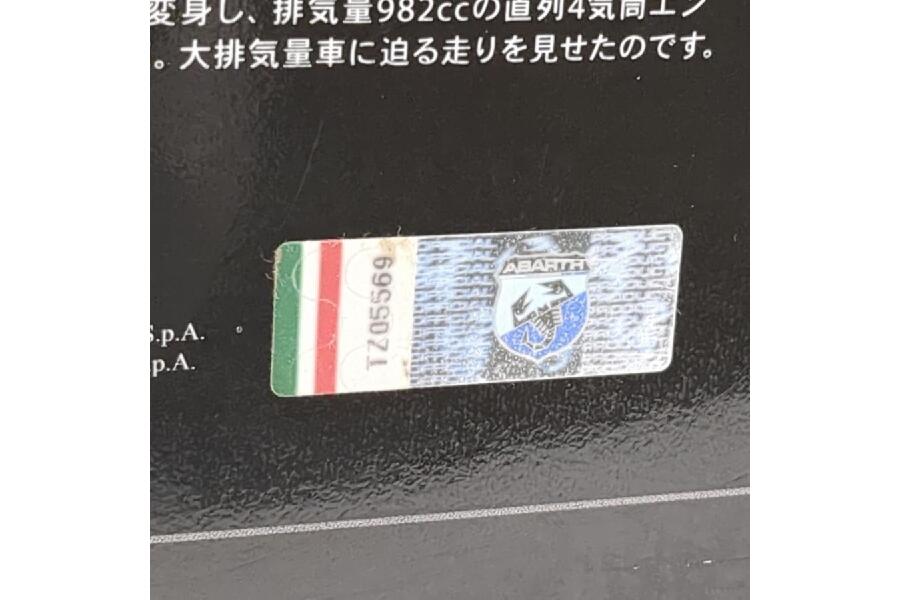 変身し、排気量982ccの直列4気筒エン
。大排気量車に迫る走りを見せたのです。
ABARTH
TZ05569
S.p.A.
p.A.